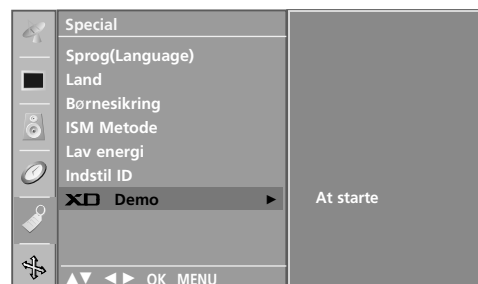 Special
Sprog(Language)
Land
Børnesikring
ISM Metode
Lav energi
Indstil ID
XD Demo ► At starte
▲▼ ◄► OK MENU